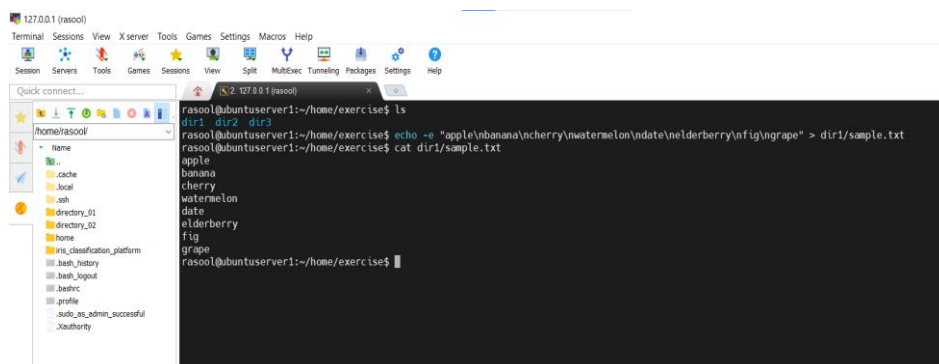 127.0.0.1 (rasool)
Terminal Sessions View X server Tools Games Settings Macros Help
Session Servers Tools Games Sessions View Split MultiExec Tunneling Packages Settings Help
Quick connect...
2. 127.0.0.1 (rasool)
/home/rasool/
Name
..
.cache
.local
.ssh
directory_01
directory_02
home
iris_classification_platform
.bash_history
.bash_logout
.bashrc
.profile
.sudo_as_admin_successful
.Xauthority
rasool@ubuntuserver1:~/home/exercise$ ls
dir1 dir2 dir3
rasool@ubuntuserver1:~/home/exercise$ echo -e "apple\nbanana\ncherry\nwatermelon\ndate\nelderberry\nfig\ngrape" > dir1/sample.txt
rasool@ubuntuserver1:~/home/exercise$ cat dir1/sample.txt
apple
banana
cherry
watermelon
date
elderberry
fig
grape
rasool@ubuntuserver1:~/home/exercise$